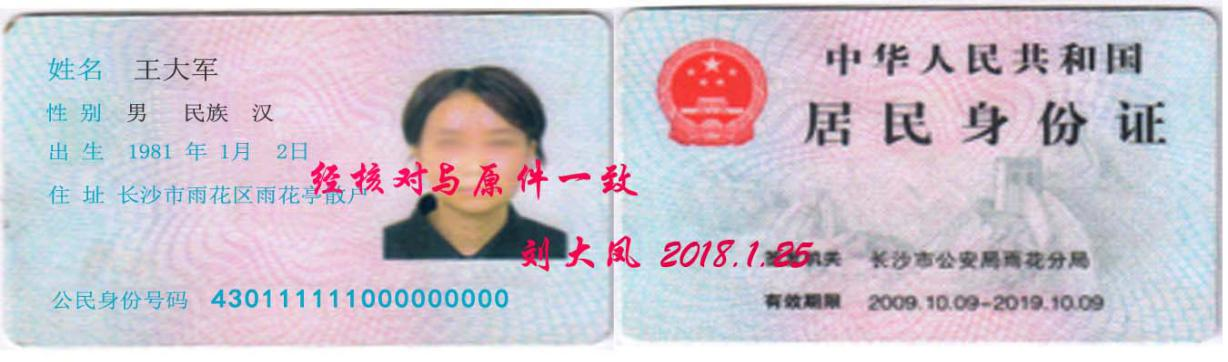 姓名 王大军
性别 男 民族 汉
出生 1981 年 1月 2日
住址 长沙市雨花区雨花亭散户
公民身份号码 430111111000000000
中华人民共和国
居民身份证
经核对与原件一致
刘大凤 2018.1.25
机关 长沙市公安局雨花分局
有效期限 2009.10.09-2019.10.09